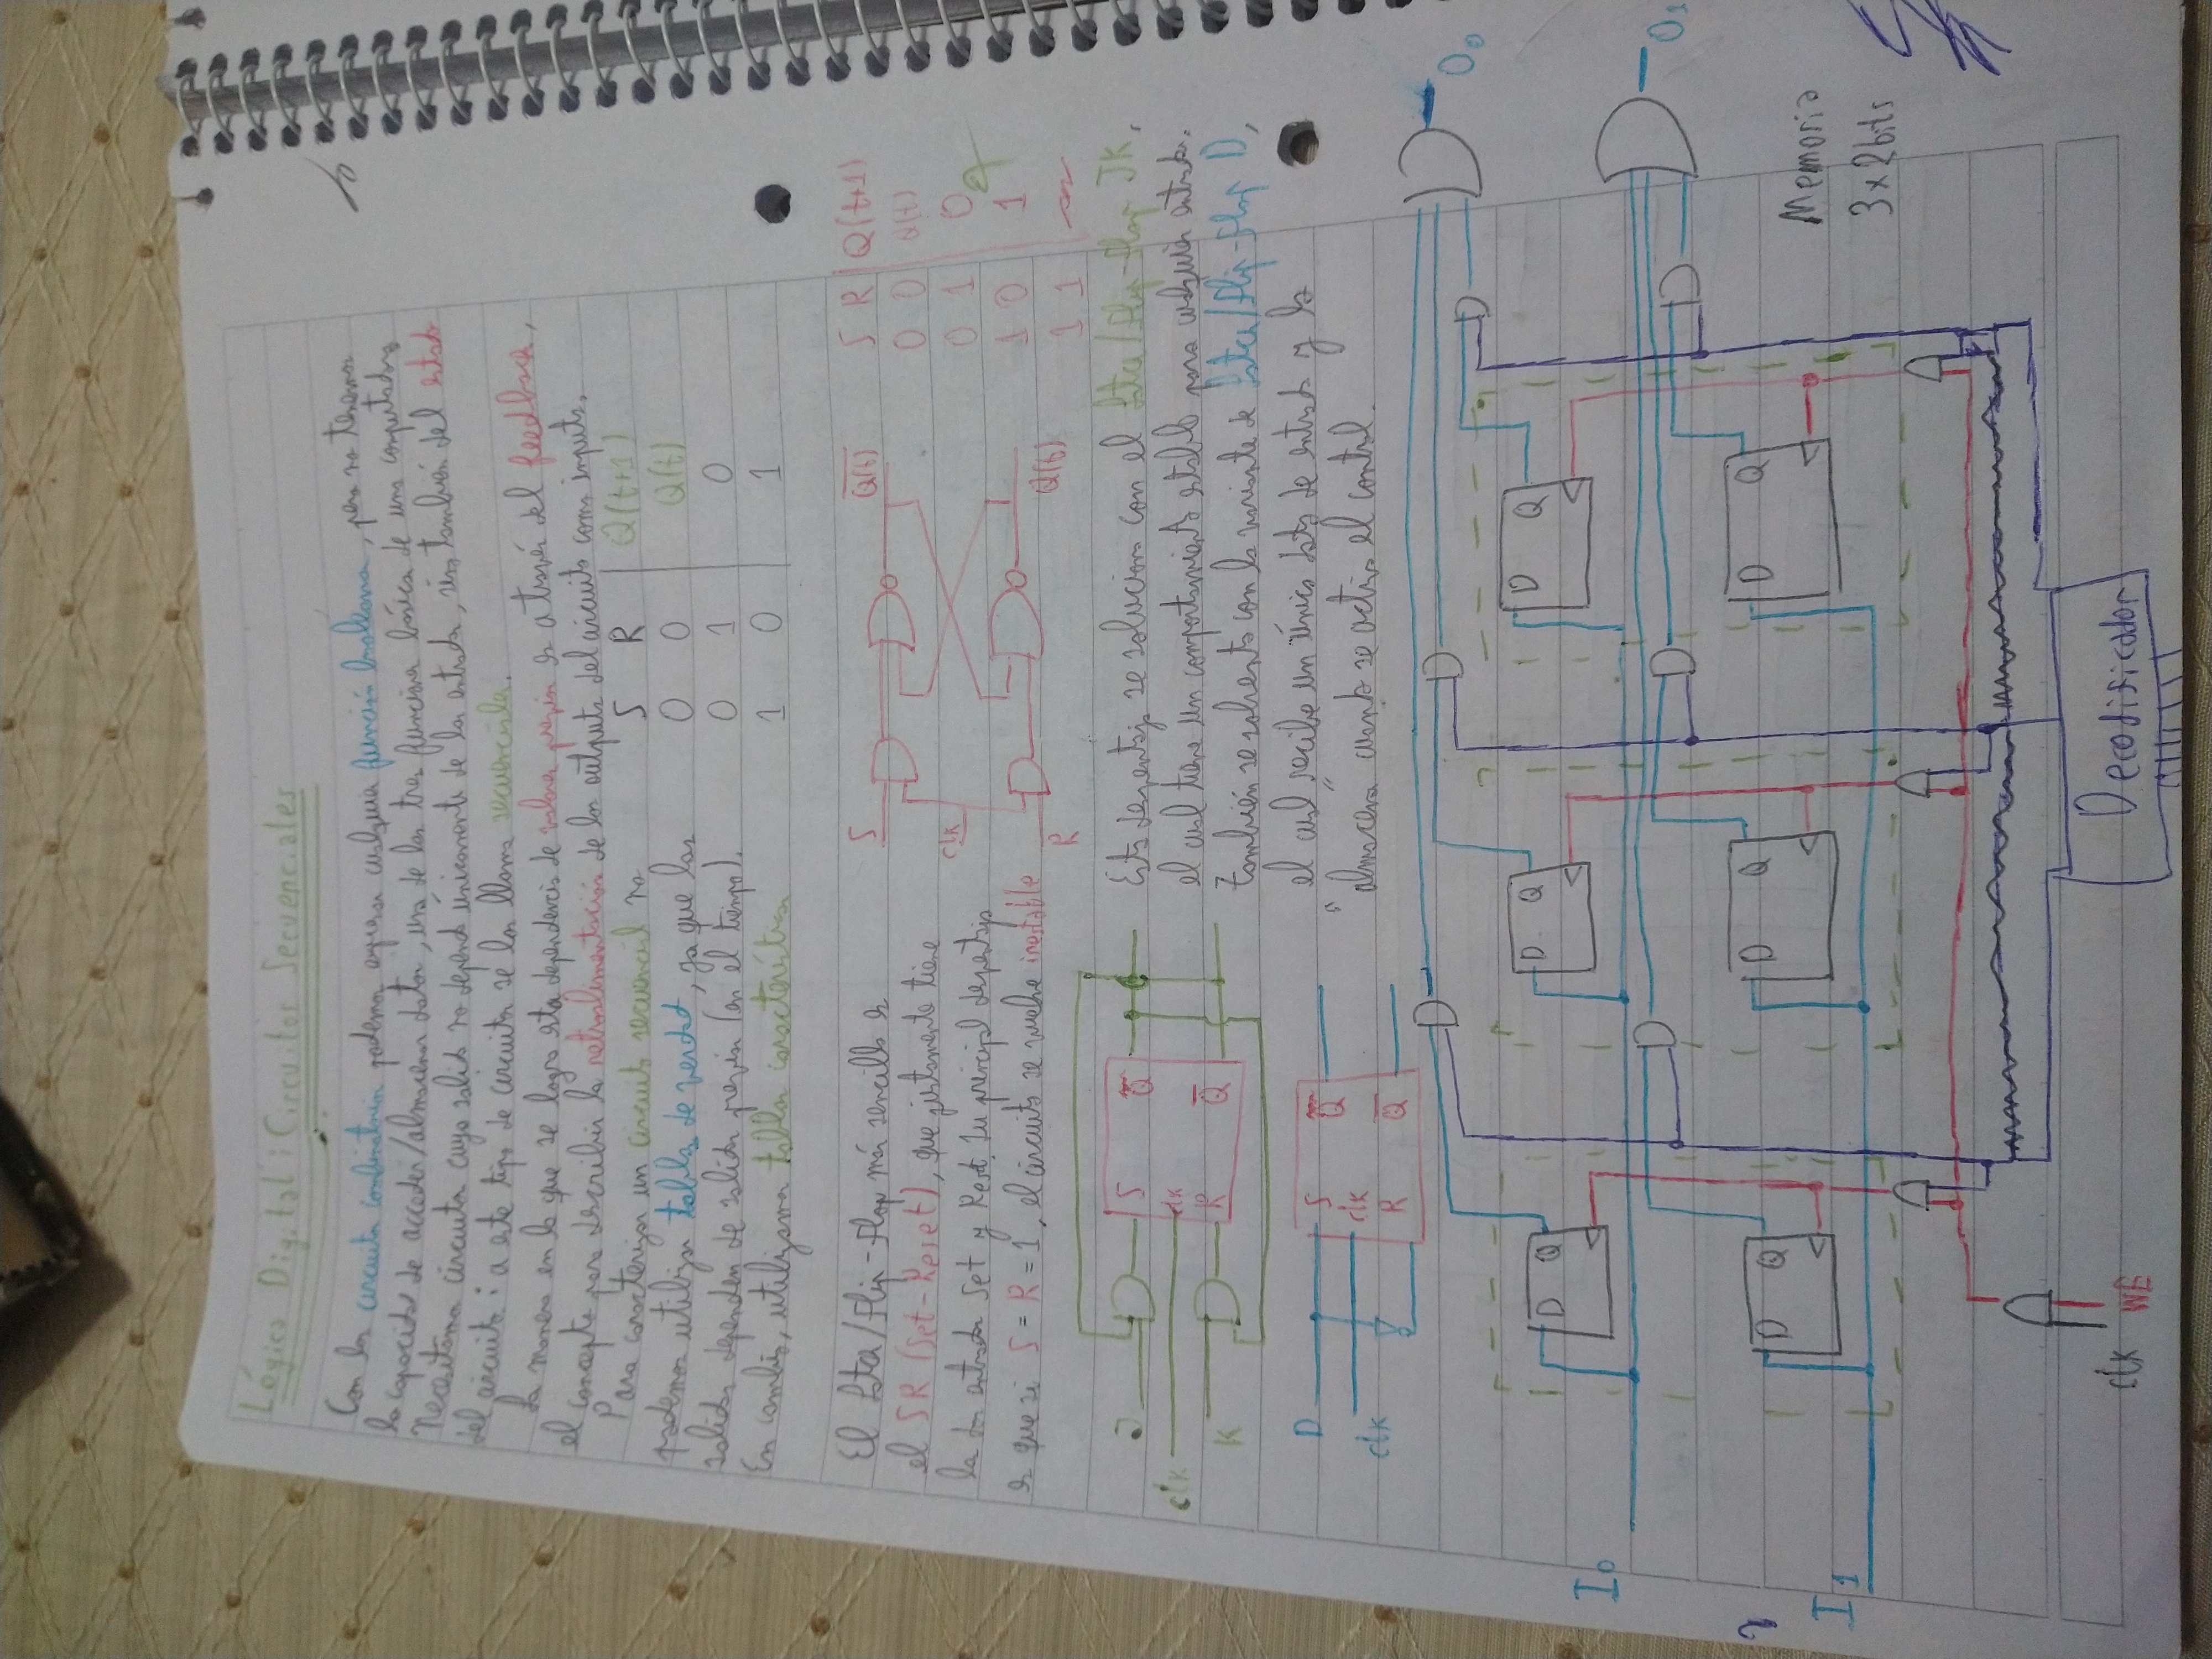 Lógica Digital: Circuitos Secuenciales
Con los circuitos combinatorios podemos expresar cualquier función booleana, pero no tenemos
la capacidad de acceder/almacenar datos, una de las tres funciones básicas de una computadora.
Necesitamos circuitos cuya salida no dependa únicamente de la entrada, sino también del estado
del circuito: a este tipo de circuitos se los llama secuenciales.
La manera en la que se logra esta dependencia de valores previos es a través del feedback,
el concepto para describir la retroalimentación de los outputs del circuito como inputs.
Para caracterizar un circuito secuencial no
podemos utilizar tablas de verdad, ya que las
salidas dependen de salidas previas (en el tiempo).
En cambio, utilizamos tablas características
S R Q(t+1)
0 0 Q(t)
0 1 0
1 0 1
El Latch/Flip-Flop más sencillo es
el SR (Set-Reset), que justamente tiene
las dos entradas Set y Reset. Su principal desventaja
es que si S = R = 1, el circuito se vuelve inestable
S
clk
R
Q(t)
Q(t)
S R Q(t+1)
0 0 Q(t)
0 1 0
1 0 1
1 1 —
J S Q
clk clk
K R Q
Esta desventaja se soluciona con el Latch/Flip-Flop JK,
el cual tiene un comportamiento estable para cualquier entrada.
También se solventa con la variante de Latch/Flip-Flop D,
el cual recibe un único dato de entrada y lo
"almacena" cuando se activa el control.
D S Q
clk clk
R Q
O0
D Q D Q D Q
I0
O1
D Q D Q D Q
I1
Memoria
3x2bits
clk WE
Decodificador